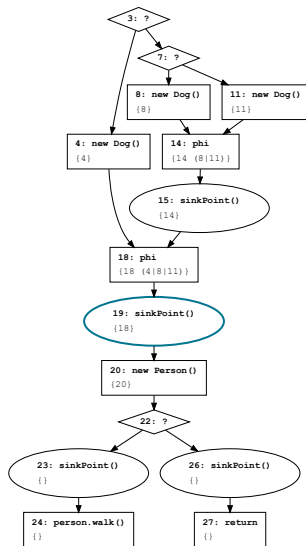 3: ?
7: ?
8: new Dog()
{8}
11: new Dog()
{11}
4: new Dog()
{4}
14: phi
{14 (8|11)}
15: sinkPoint()
{14}
18: phi
{18 (4|8|11)}
19: sinkPoint()
{18}
20: new Person()
{20}
22: ?
23: sinkPoint()
{}
26: sinkPoint()
{}
24: person.walk()
{}
27: return
{}